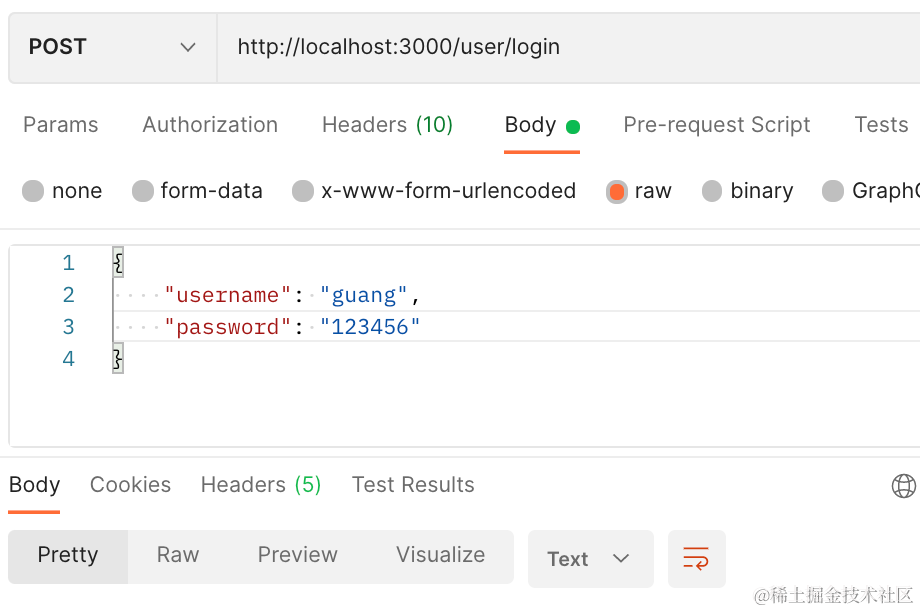 POST http://localhost:3000/user/login
Params Authorization Headers (10) Body Pre-request Script Tests
none form-data x-www-form-urlencoded raw binary GraphQ
1 {
2 "username": "guang",
3 "password": "123456"
4 }
Body Cookies Headers (5) Test Results
Pretty Raw Preview Visualize Text
@稀土掘金技术社区